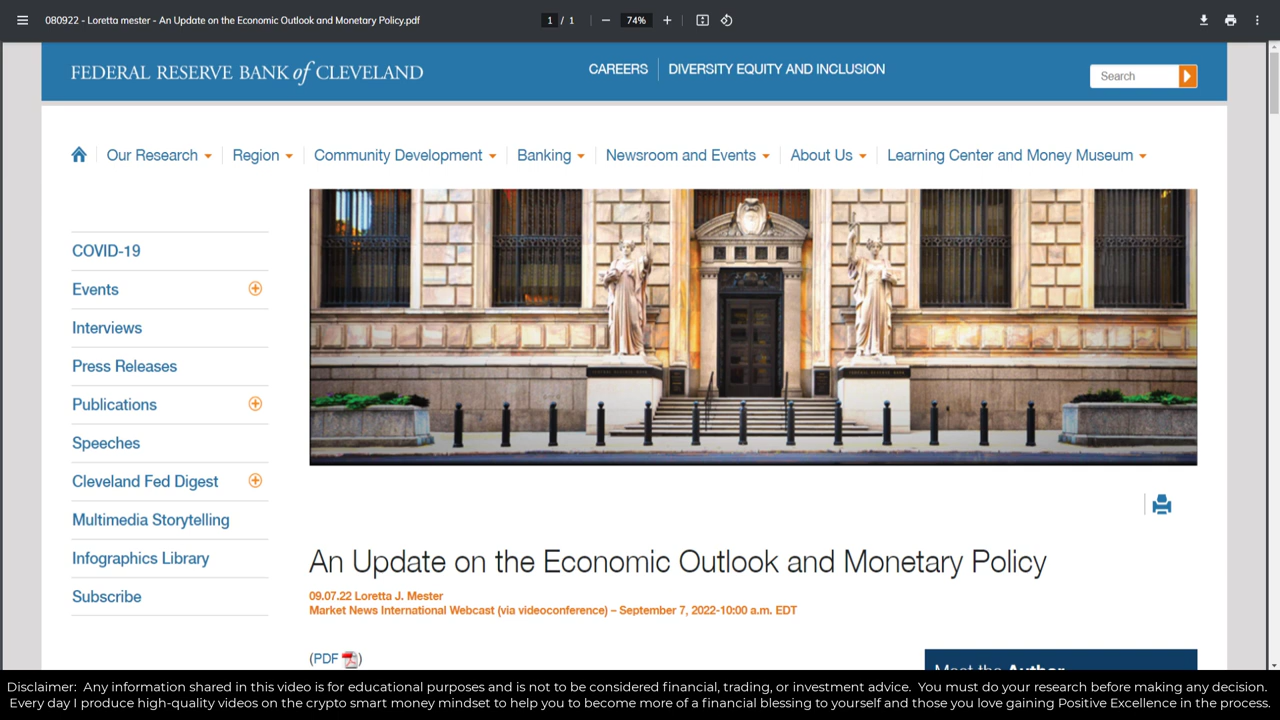 080922 - Loretta mester - An Update on the Economic Outlook and Monetary Policy.pdf
1 / 1
74%
FEDERAL RESERVE BANK of CLEVELAND
CAREERS
DIVERSITY EQUITY AND INCLUSION
Search
Our Research
Region
Community Development
Banking
Newsroom and Events
About Us
Learning Center and Money Museum
COVID-19
Events
Interviews
Press Releases
Publications
Speeches
Cleveland Fed Digest
Multimedia Storytelling
Infographics Library
Subscribe
An Update on the Economic Outlook and Monetary Policy
09.07.22 Loretta J. Mester
Market News International Webcast (via videoconference) – September 7, 2022-10:00 a.m. EDT
(PDF )
Meet the Author
Disclaimer: Any information shared in this video is for educational purposes and is not to be considered financial, trading, or investment advice. You must do your research before making any decision.
Every day I produce high-quality videos on the crypto smart money mindset to help you to become more of a financial blessing to yourself and those you love gaining Positive Excellence in the process.